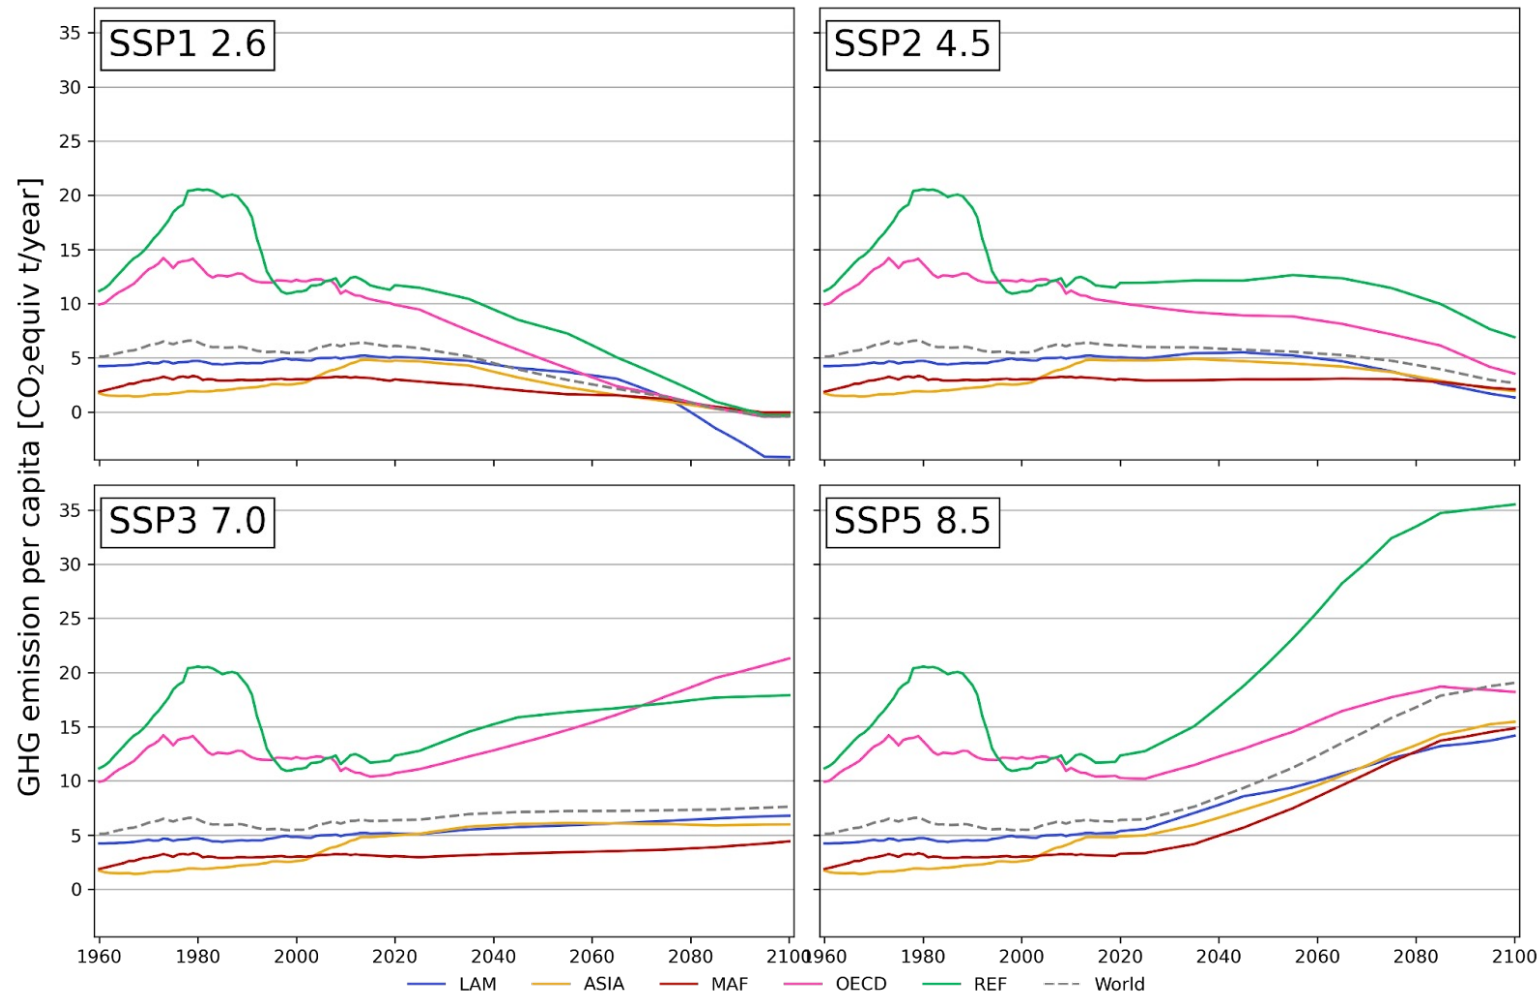 SSP1 2.6
SSP2 4.5
35
30
25
20
15
10
5
0
1960 1980 2000 2020 2040 2060 2080 2100
SSP3 7.0
SSP5 8.5
35
30
25
20
15
10
5
0
1960 1980 2000 2020 2040 2060 2080 2100
GHG emission per capita [CO₂equiv t/year]
LAM ASIA MAF OECD REF World